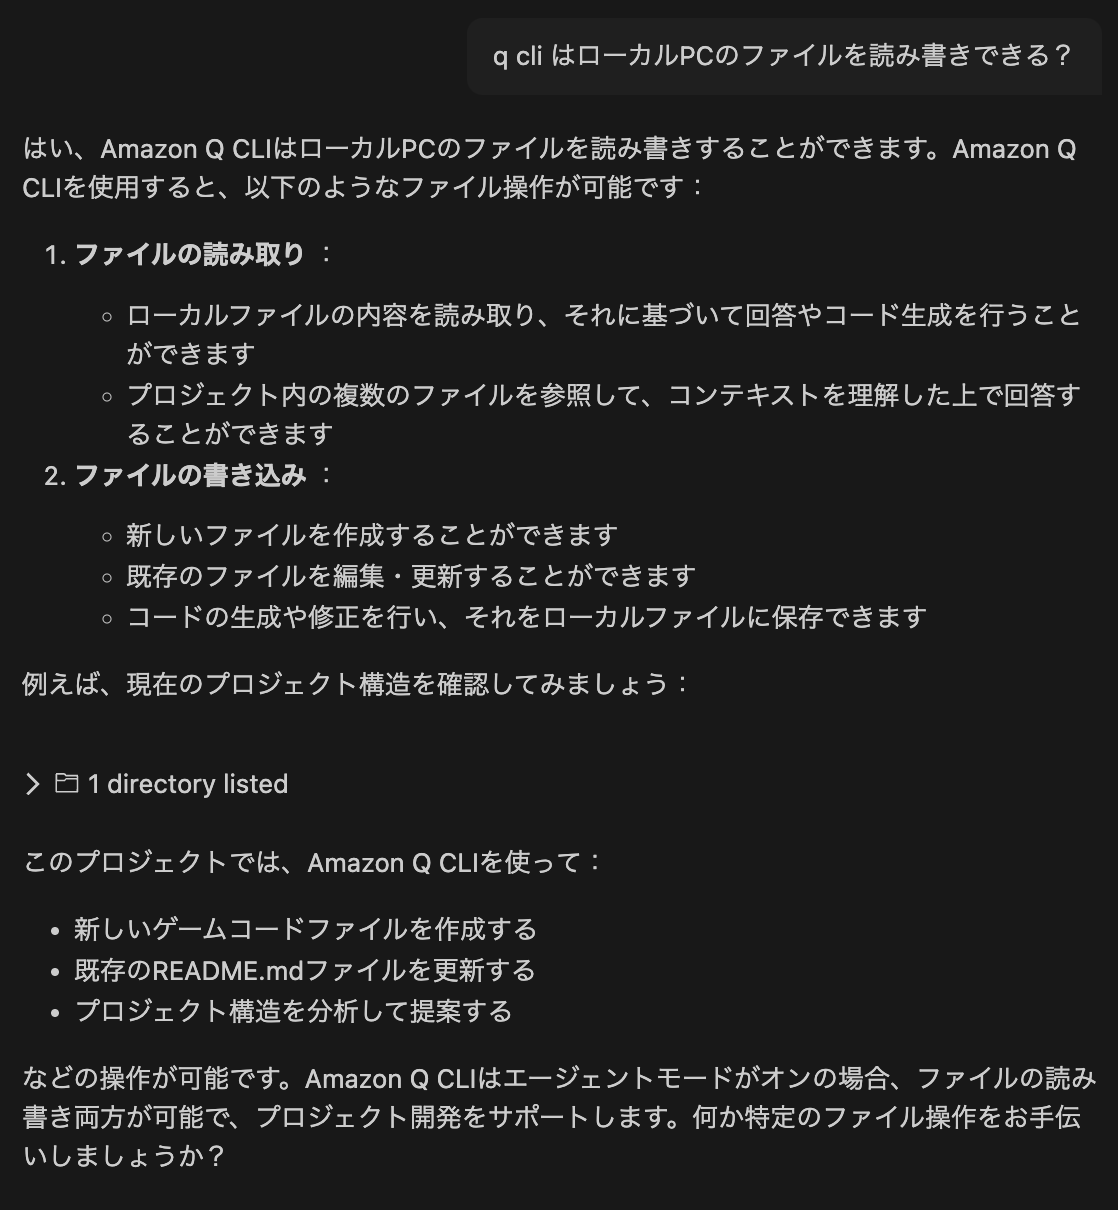 q cli はローカルPCのファイルを読み書きできる？
はい、Amazon Q CLIはローカルPCのファイルを読み書きすることができます。Amazon Q
CLIを使用すると、以下のようなファイル操作が可能です：
1. ファイルの読み取り ：
◦ ローカルファイルの内容を読み取り、それに基づいて回答やコード生成を行うこと
ができます
◦ プロジェクト内の複数のファイルを参照して、コンテキストを理解した上で回答す
ることができます
2. ファイルの書き込み ：
◦ 新しいファイルを作成することができます
◦ 既存のファイルを編集・更新することができます
◦ コードの生成や修正を行い、それをローカルファイルに保存できます
例えば、現在のプロジェクト構造を確認してみましょう：
1 directory listed
このプロジェクトでは、Amazon Q CLIを使って：
• 新しいゲームコードファイルを作成する
• 既存のREADME.mdファイルを更新する
• プロジェクト構造を分析して提案する
などの操作が可能です。Amazon Q CLIはエージェントモードがオンの場合、ファイルの読み
書き両方が可能で、プロジェクト開発をサポートします。何か特定のファイル操作をお手伝
いしましょうか？